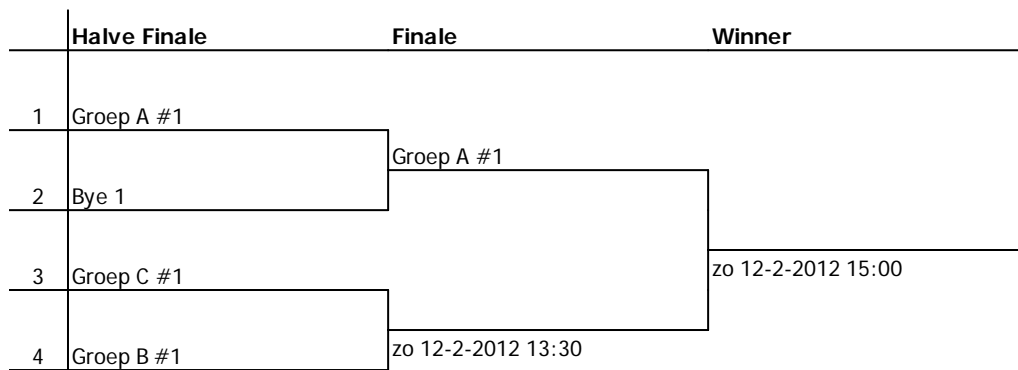 Halve Finale Finale Winner
1 Groep A #1
Groep A #1
2 Bye 1
zo 12-2-2012 15:00
3 Groep C #1
zo 12-2-2012 13:30
4 Groep B #1